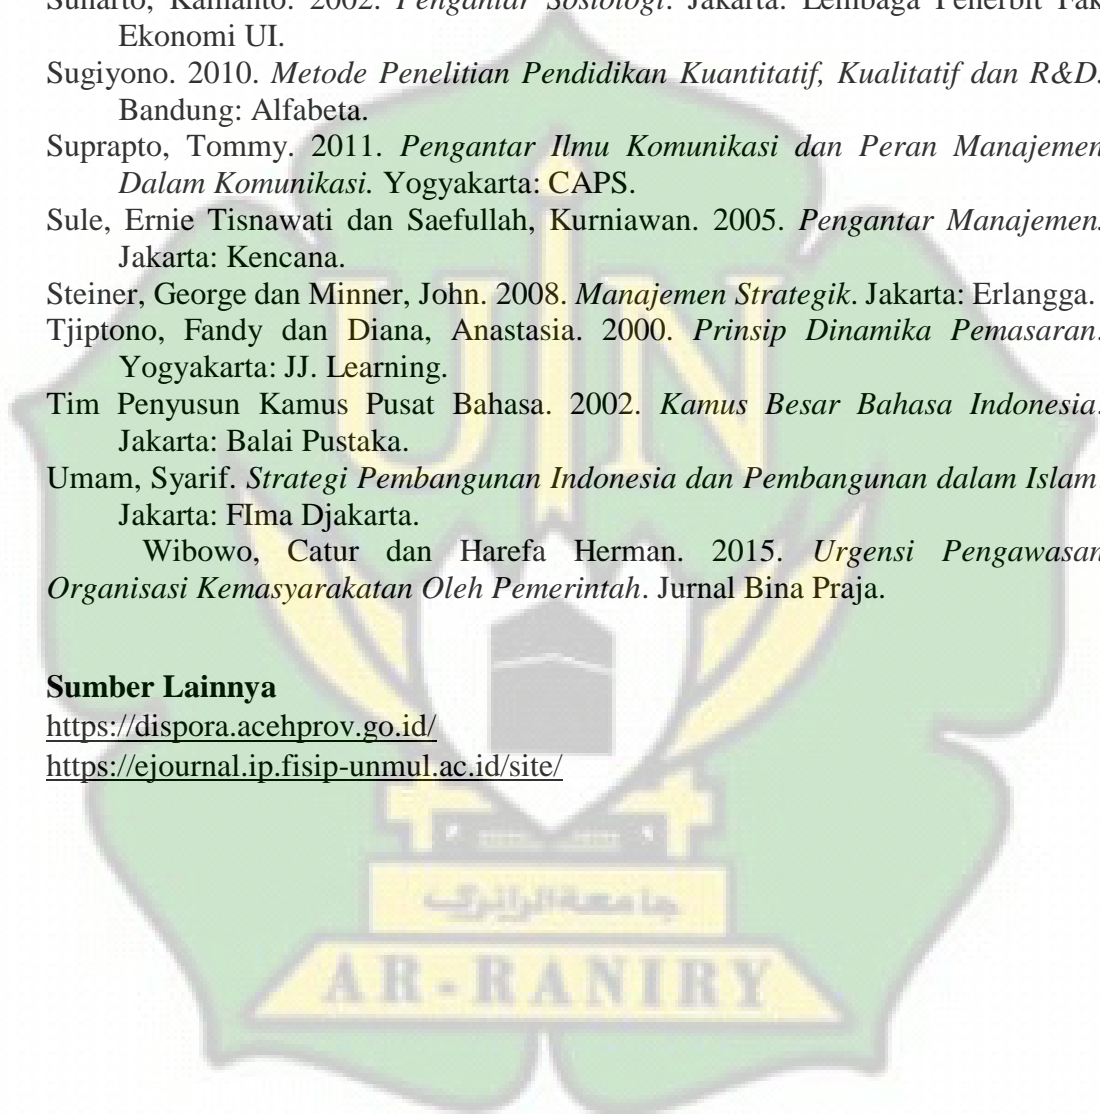 Sunarto, Kamanto. 2002. Pengantar Sosiologi. Jakarta: Lembaga Penerbit Fak
Ekonomi UI.
Sugiyono. 2010. Metode Penelitian Pendidikan Kuantitatif, Kualitatif dan R&D.
Bandung: Alfabeta.
Suprapto, Tommy. 2011. Pengantar Ilmu Komunikasi dan Peran Manajemen
Dalam Komunikasi. Yogyakarta: CAPS.
Sule, Ernie Tisnawati dan Saefullah, Kurniawan. 2005. Pengantar Manajemen.
Jakarta: Kencana.
Steiner, George dan Minner, John. 2008. Manajemen Strategik. Jakarta: Erlangga.
Tjiptono, Fandy dan Diana, Anastasia. 2000. Prinsip Dinamika Pemasaran.
Yogyakarta: JJ. Learning.
Tim Penyusun Kamus Pusat Bahasa. 2002. Kamus Besar Bahasa Indonesia.
Jakarta: Balai Pustaka.
Umam, Syarif. Strategi Pembangunan Indonesia dan Pembangunan dalam Islam.
Jakarta: FIma Djakarta.
Wibowo, Catur dan Harefa Herman. 2015. Urgensi Pengawasan
Organisasi Kemasyarakatan Oleh Pemerintah. Jurnal Bina Praja.
Sumber Lainnya
https://dispora.acehprov.go.id/
https://ejournal.ip.fisip-unmul.ac.id/site/
UIN
جامعة الرانيري
AR-RANIRY